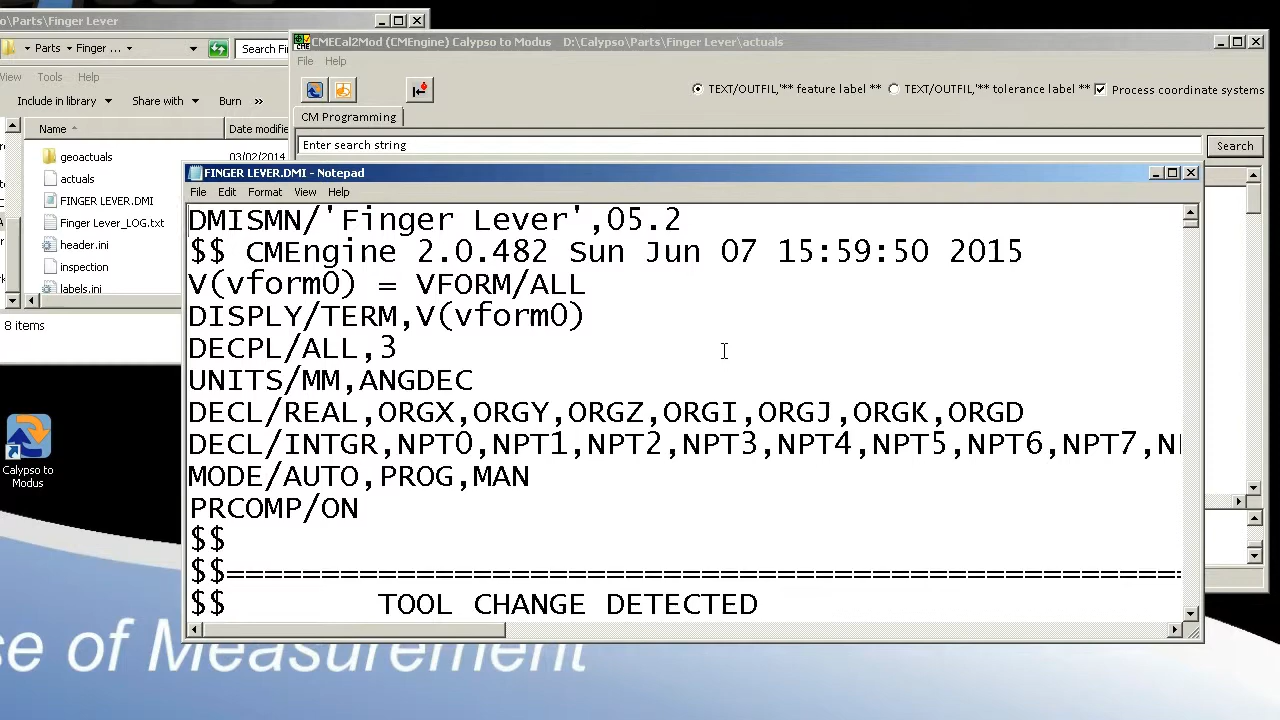 o/Parts/Finger Lever
Parts
Finger ...
Search Fi
View Tools Help
Include in library Share with Burn »
Name
Date modifie
geoactuals
03/02/2014
actuals
FINGER LEVER.DMI
Finger Lever_LOG.txt
header.ini
inspection
labels.ini
8 items
CMECal2Mod (CMEngine) Calypso to Modus D:\Calypso\Parts\Finger Lever\actuals
File Help
TEXT/OUTFIL,'** feature label **
TEXT/OUTFIL,'** tolerance label **
Process coordinate systems
CM Programming
Enter search string
Search
FINGER LEVER.DMI - Notepad
File Edit Format View Help
DMISMN/'Finger Lever',05.2
$$ CMEngine 2.0.482 Sun Jun 07 15:59:50 2015
V(vform0) = VFORM/ALL
DISPLY/TERM,V(vform0)
DECPL/ALL,3
UNITS/MM,ANGDEC
DECL/REAL,ORGX,ORGY,ORGZ,ORGI,ORGJ,ORGK,ORGD
DECL/INTGR,NPT0,NPT1,NPT2,NPT3,NPT4,NPT5,NPT6,NPT7,N
MODE/AUTO,PROG,MAN
PRCOMP/ON
$$
$$==================================================
$$ TOOL CHANGE DETECTED
Calypso to
Modus
se of Measurement